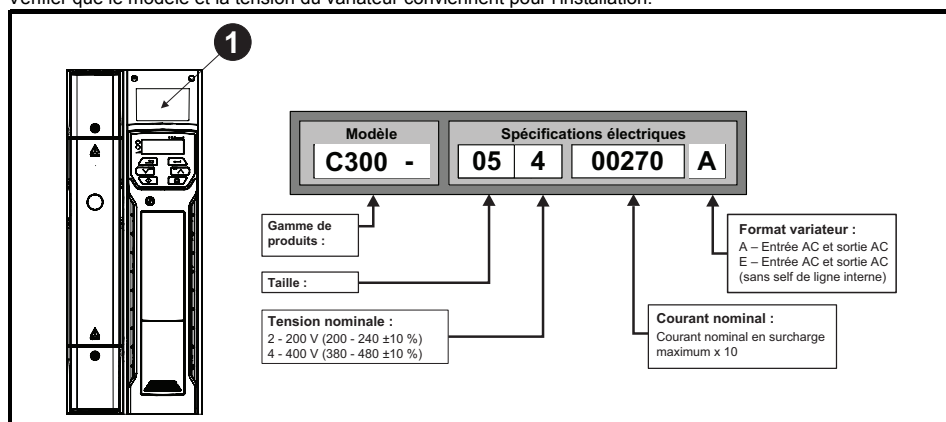 Vérifier que le modèle et la tension du variateur conviennent pour l'installation.
1
Modèle
Spécifications électriques
C300 -
05 4 00270 A
Gamme de
produits :
Taille :
Tension nominale :
2 - 200 V (200 - 240 ±10 %)
4 - 400 V (380 - 480 ±10 %)
Courant nominal :
Courant nominal en surcharge
maximum x 10
Format variateur :
A – Entrée AC et sortie AC
E – Entrée AC et sortie AC
(sans self de ligne interne)